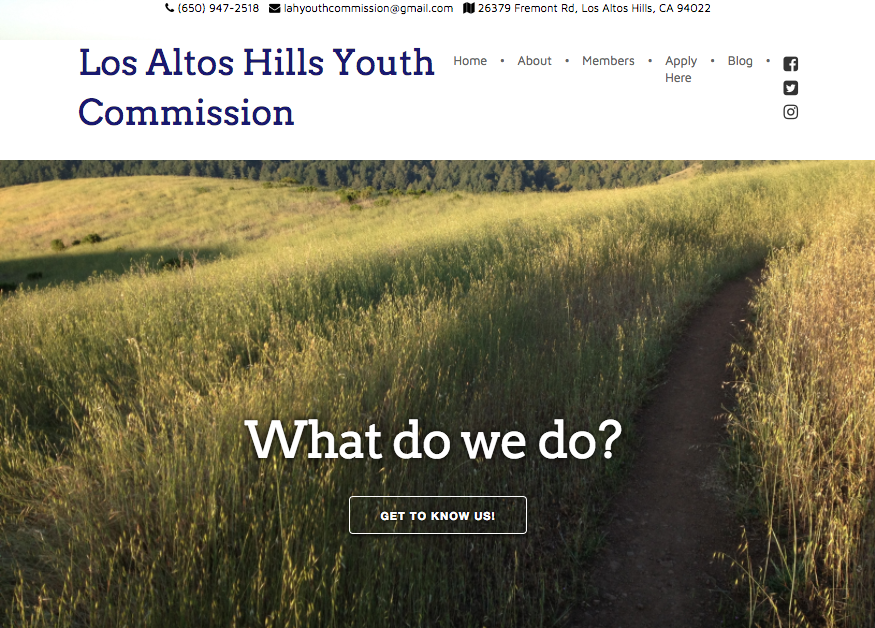 (650) 947-2518 lahyouthcommission@gmail.com 26379 Fremont Rd, Los Altos Hills, CA 94022
Los Altos Hills Youth
Commission
Home • About • Members • Apply Here • Blog •
What do we do?
GET TO KNOW US!